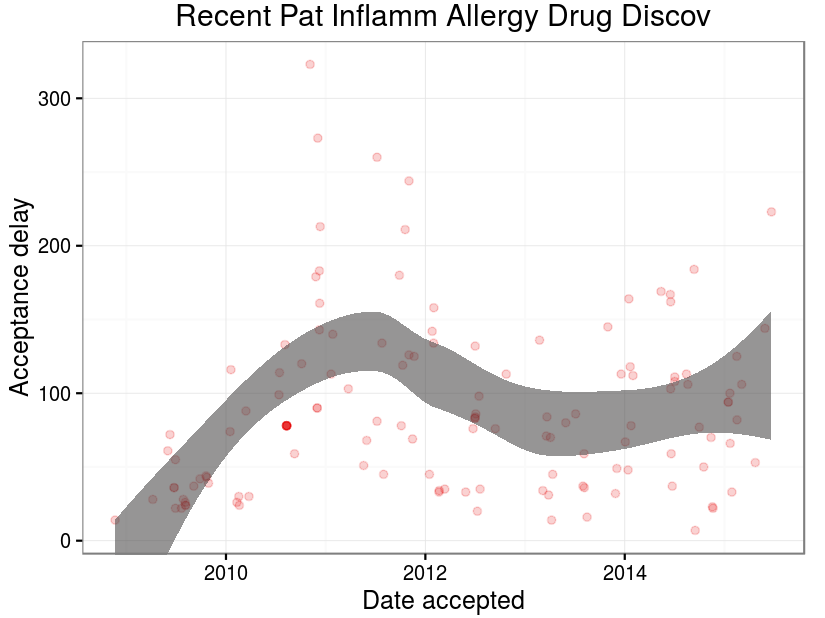 Recent Pat Inflamm Allergy Drug Discov
Acceptance delay
300
200
100
0
2010
2012
2014
Date accepted